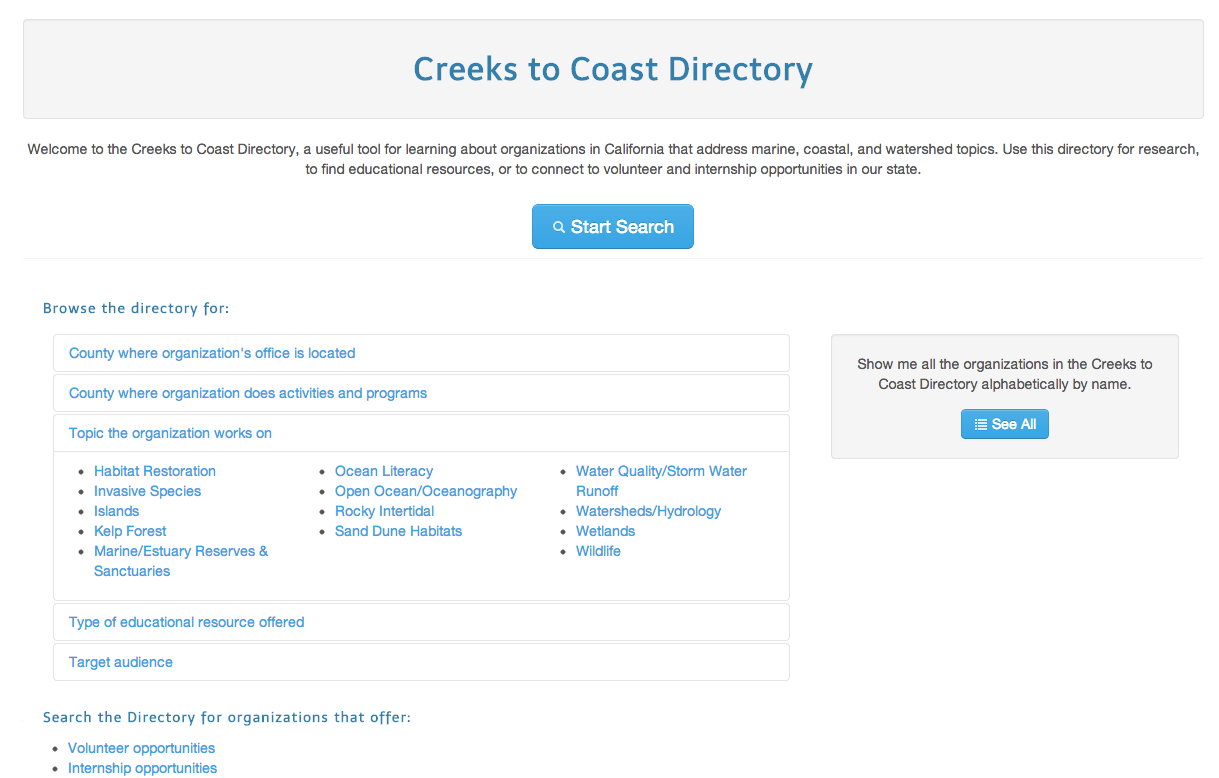 Creeks to Coast Directory
Welcome to the Creeks to Coast Directory, a useful tool for learning about organizations in California that address marine, coastal, and watershed topics. Use this directory for research,
to find educational resources, or to connect to volunteer and internship opportunities in our state.
Start Search
Browse the directory for:
County where organization's office is located
County where organization does activities and programs
Topic the organization works on
Habitat Restoration
Invasive Species
Islands
Kelp Forest
Marine/Estuary Reserves &
Sanctuaries
Ocean Literacy
Open Ocean/Oceanography
Rocky Intertidal
Sand Dune Habitats
Water Quality/Storm Water
Runoff
Watersheds/Hydrology
Wetlands
Wildlife
Type of educational resource offered
Target audience
Show me all the organizations in the Creeks to
Coast Directory alphabetically by name.
See All
Search the Directory for organizations that offer:
Volunteer opportunities
Internship opportunities